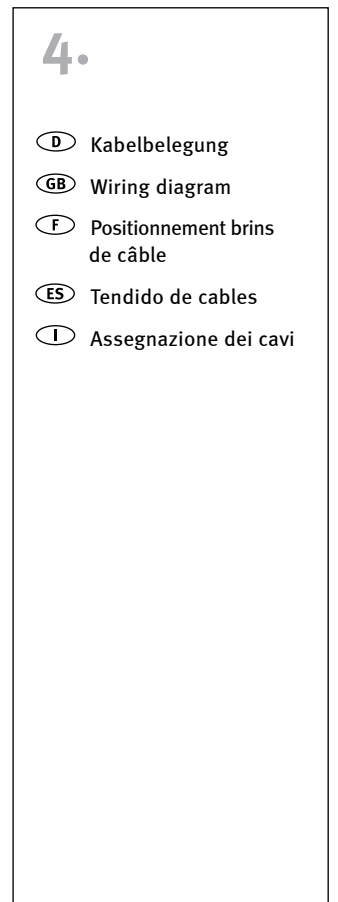 4.
D Kabelbelegung
GB Wiring diagram
F Positionnement brins
de câble
ES Tendido de cables
I Assegnazione dei cavi